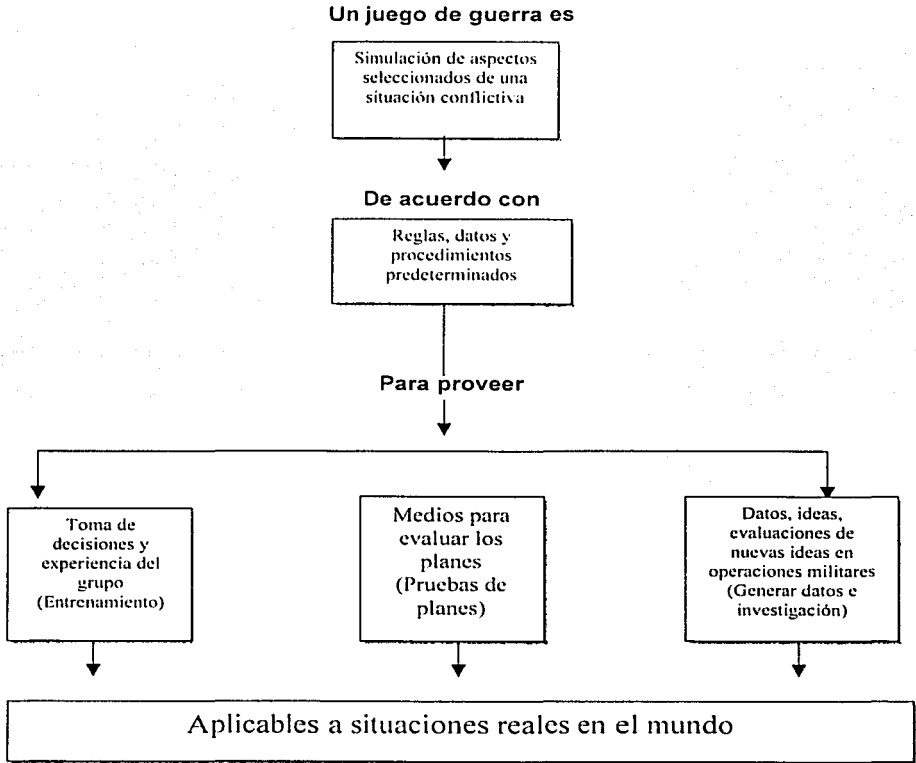 Un juego de guerra es
Simulación de aspectos
seleccionados de una
situación conflictiva
De acuerdo con
Reglas, datos y
procedimientos
predeterminados
Para proveer
Toma de
decisiones y
experiencia del
grupo
(Entrenamiento)
Medios para
evaluar los
planes
(Pruebas de
planes)
Datos, ideas,
evaluaciones de
nuevas ideas en
operaciones militares
(Generar datos e
investigación)
Aplicables a situaciones reales en el mundo